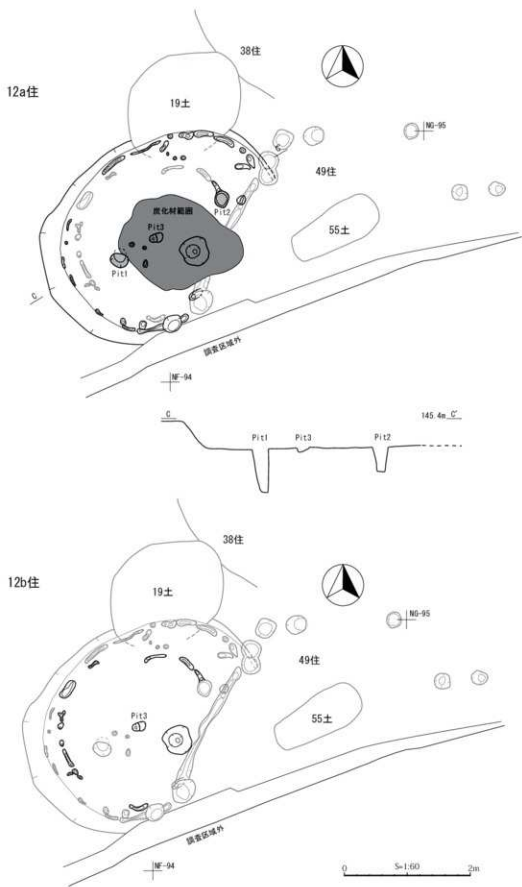 38住
12a住
19土
NG-95
49住
炭化材範囲
Pit2
Pit3
55土
Pit1
C
調査区域外
NF-94
C
145.4m C'
Pit1
Pit3
Pit2
38住
12b住
19土
NG-95
49住
55土
Pit3
調査区域外
NF-94
0 S=1:60 2m